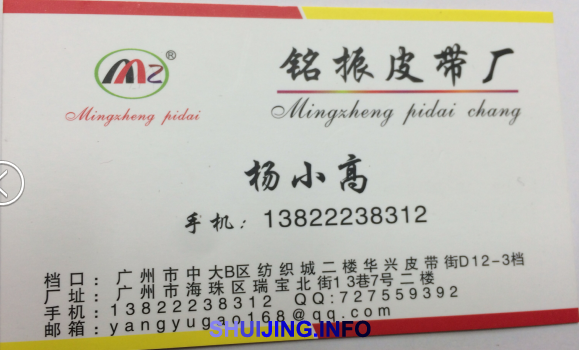 MZ®
Mingzheng pidai
铭振皮带厂
Mingzheng pidai chang
杨小高
手机：13822238312
档口：广州市中大B区纺织城二楼华兴皮带街D12-3档
厂址：广州市海珠区瑞宝北街13巷7号二楼
手机：13822238312 QQ:727559392
邮箱：yangyugao168@qq.com
SHUIJING.INFO